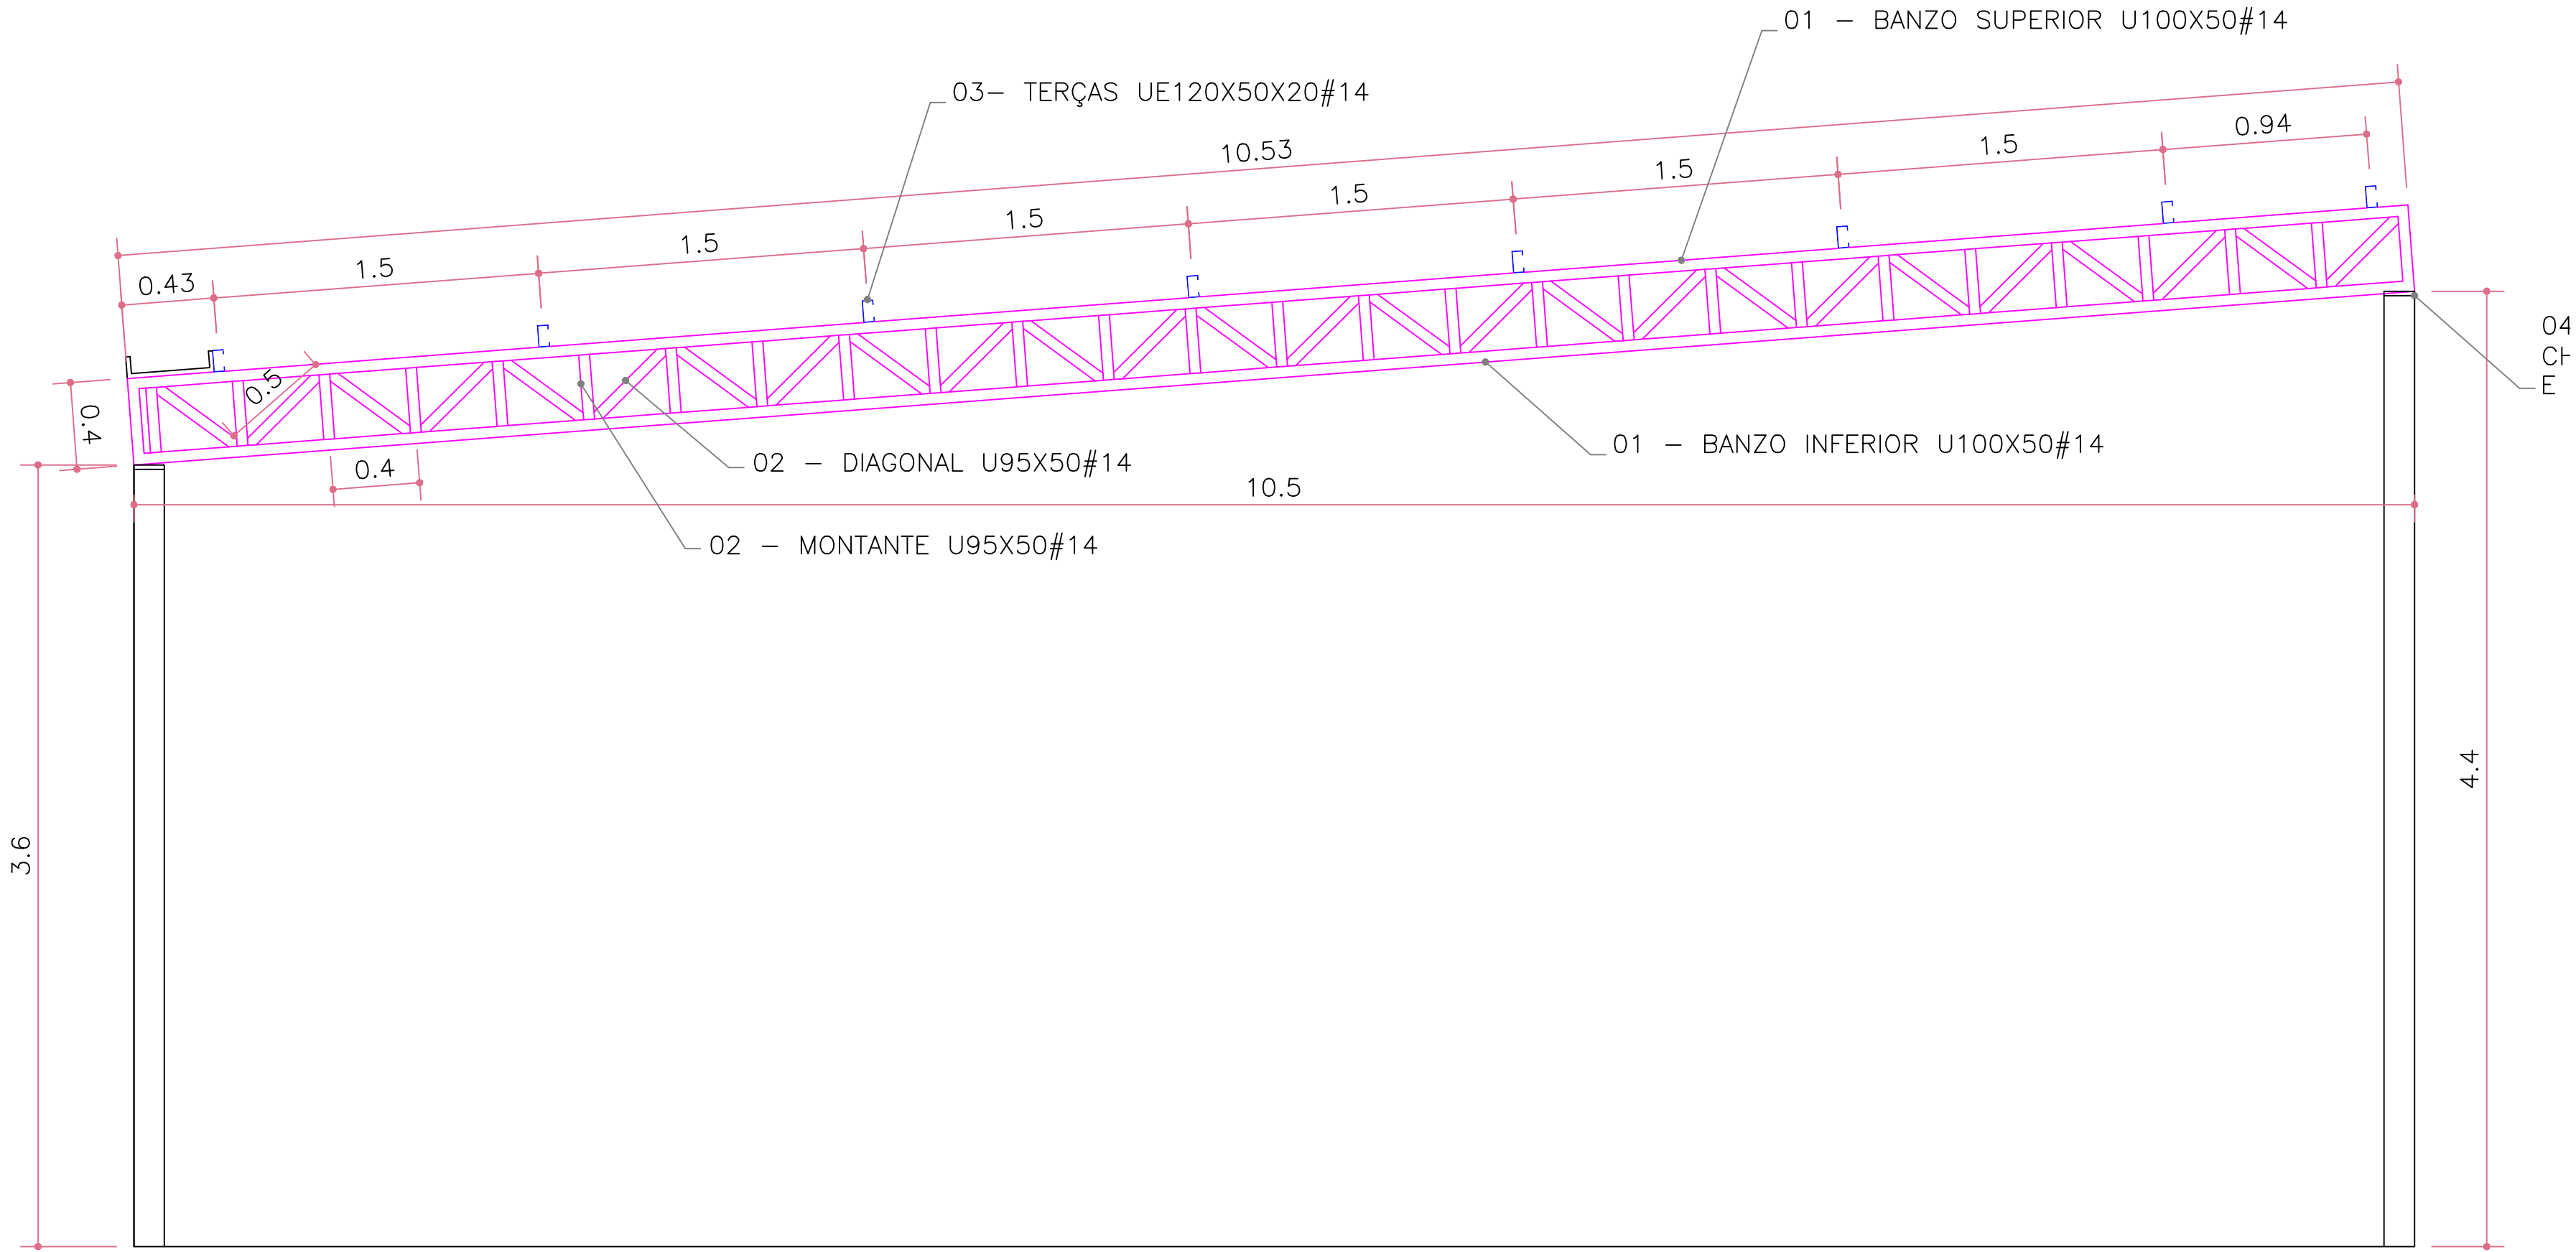 01 - BANZO SUPERIOR U100X50#14
03- TERÇAS UE120X50X20#14
10.53
0.94
1.5
1.5
1.5
1.5
1.5
1.5
0.43
0.5
0.4
0.4
04
E
01 - BANZO INFERIOR U100X50#14
02 - DIAGONAL U95X50#14
10.5
02 - MONTANTE U95X50#14
4.4
3.6